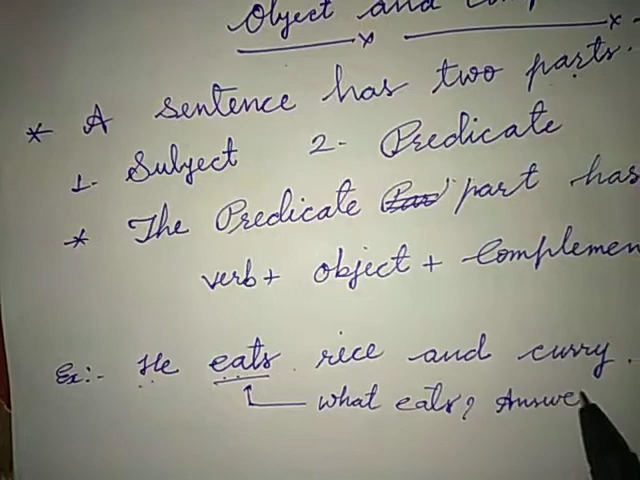 Object and Comp
* A sentence has two parts.
1- Subject 2- Predicate
* The Predicate part has
verb + object + Complemen
Ex:- He eats rice and curry.
what eats? Answe